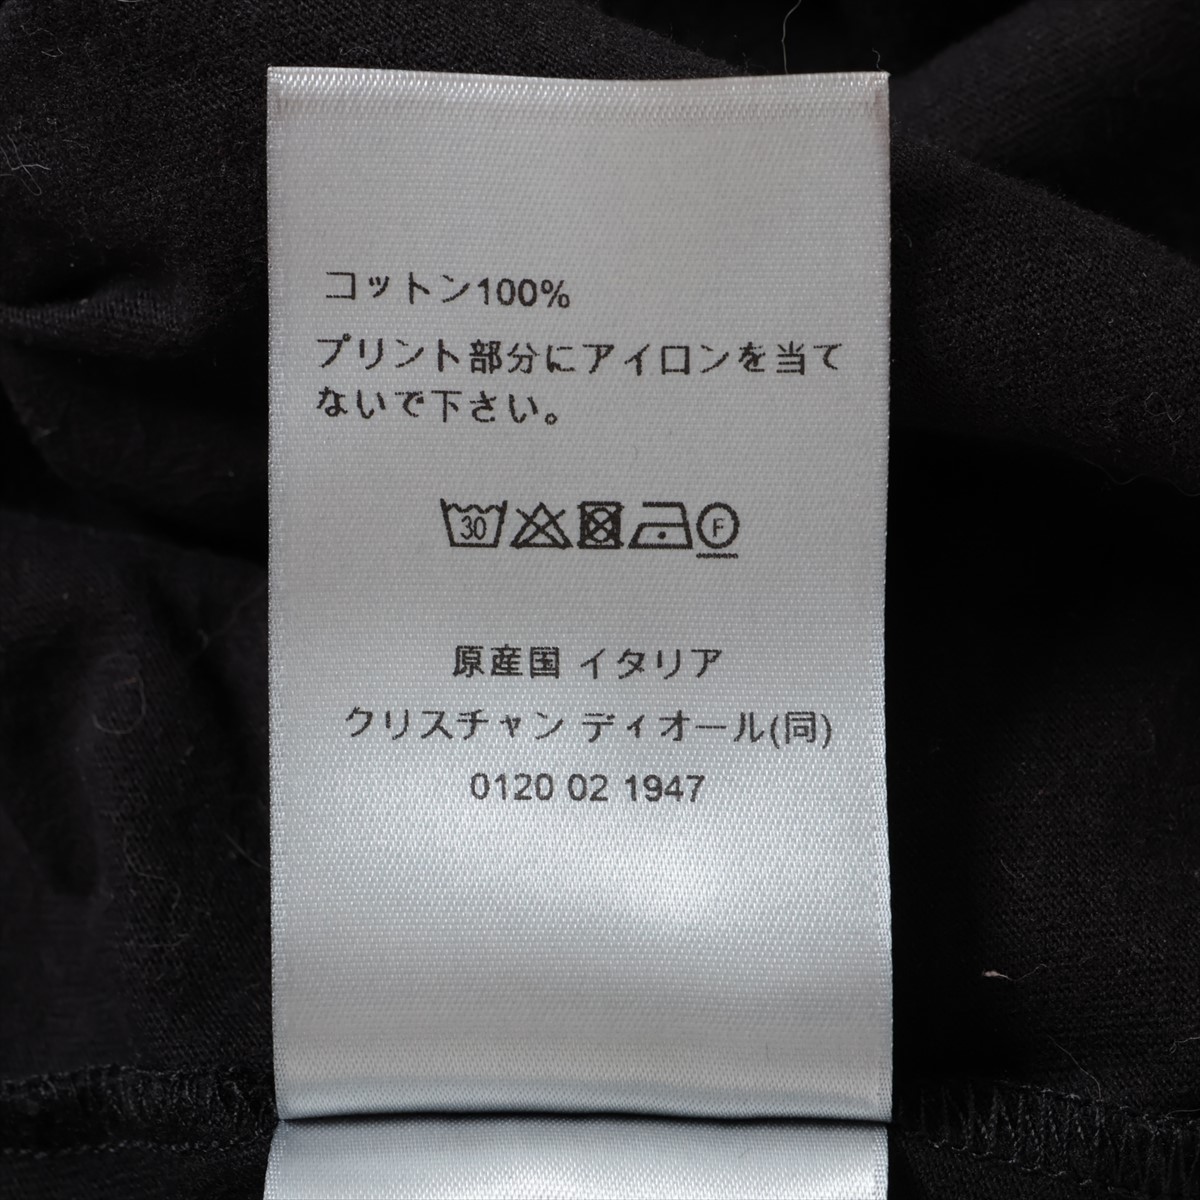 コットン100%
プリント部分にアイロンを当て
ないで下さい。
30 F
原産国 イタリア
クリスチャン ディオール(同)
0120 02 1947